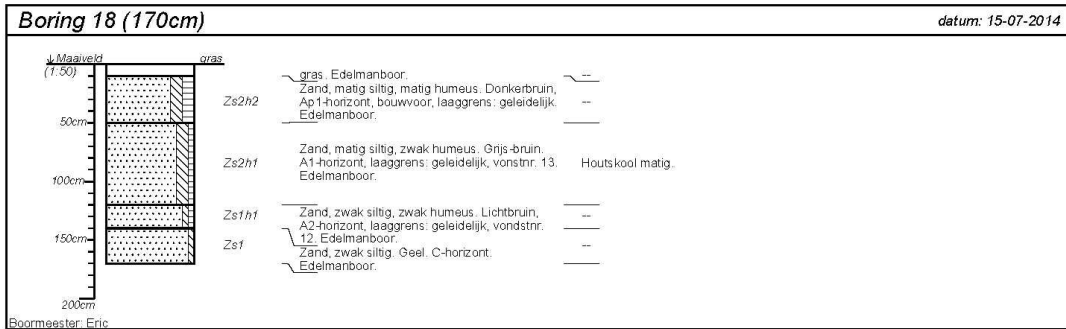 Boring 18 (170cm)
datum: 15-07-2014
Maaiveld
gras
(1:50)
gras. Edelmanboor.
--
Zs2h2
Zand, matig siltig, matig humeus. Donkerbruin,
Ap1-horizont, bouwvoor, laaggrens: geleidelijk.
Edelmanboor.
--
50cm
Zs2h1
Zand, matig siltig, zwak humeus. Grijs-bruin.
A1-horizont, laaggrens: geleidelijk, vonstnr. 13.
Edelmanboor.
Houtskool matig.
100cm
Zs1h1
Zand, zwak siltig, zwak humeus. Lichtbruin,
A2-horizont, laaggrens: geleidelijk, vondstnr.
12. Edelmanboor.
--
150cm
Zs1
Zand, zwak siltig. Geel. C-horizont.
Edelmanboor.
--
200cm
Boormeester: Eric